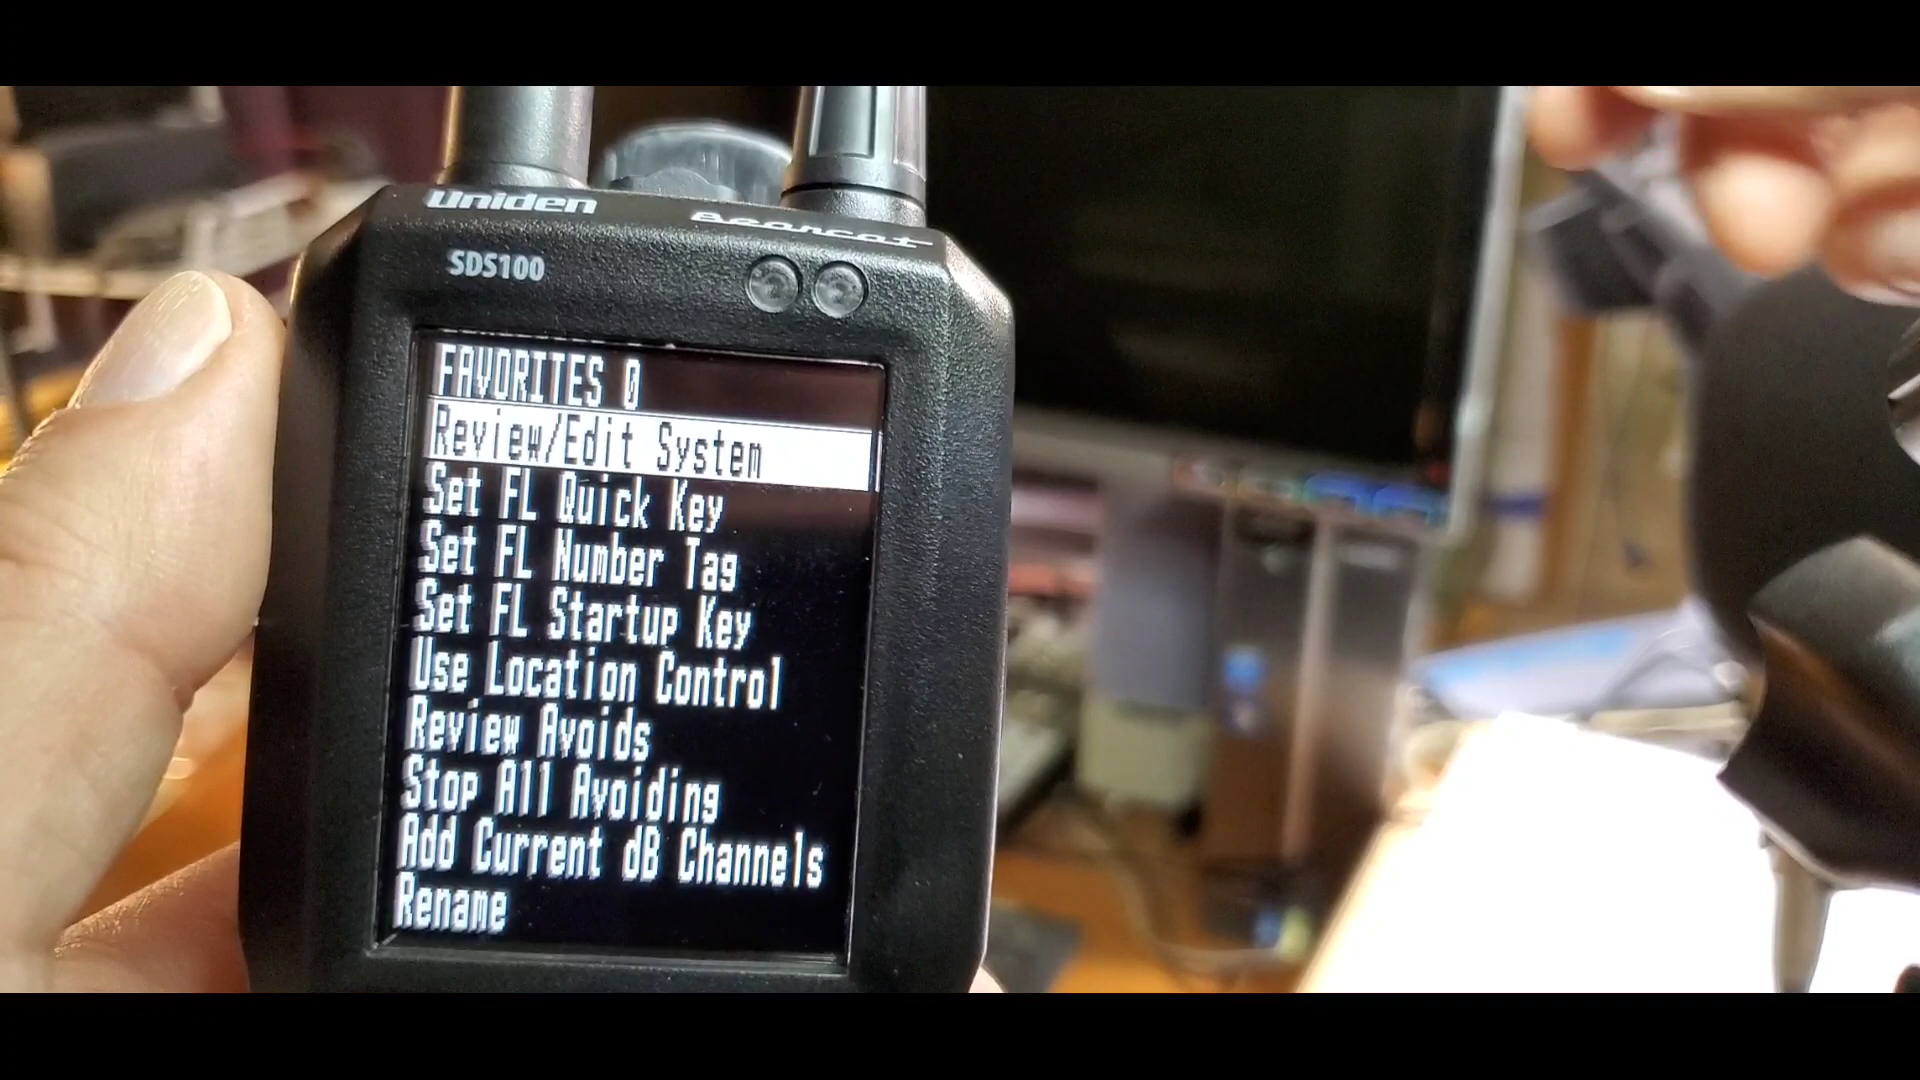 Uniden
Bearcat
SDS100
FAVORITES 0
Review/Edit System
Set FL Quick Key
Set FL Number Tag
Set FL Startup Key
Use Location Control
Review Avoids
Stop All Avoiding
Add Current dB Channels
Rename